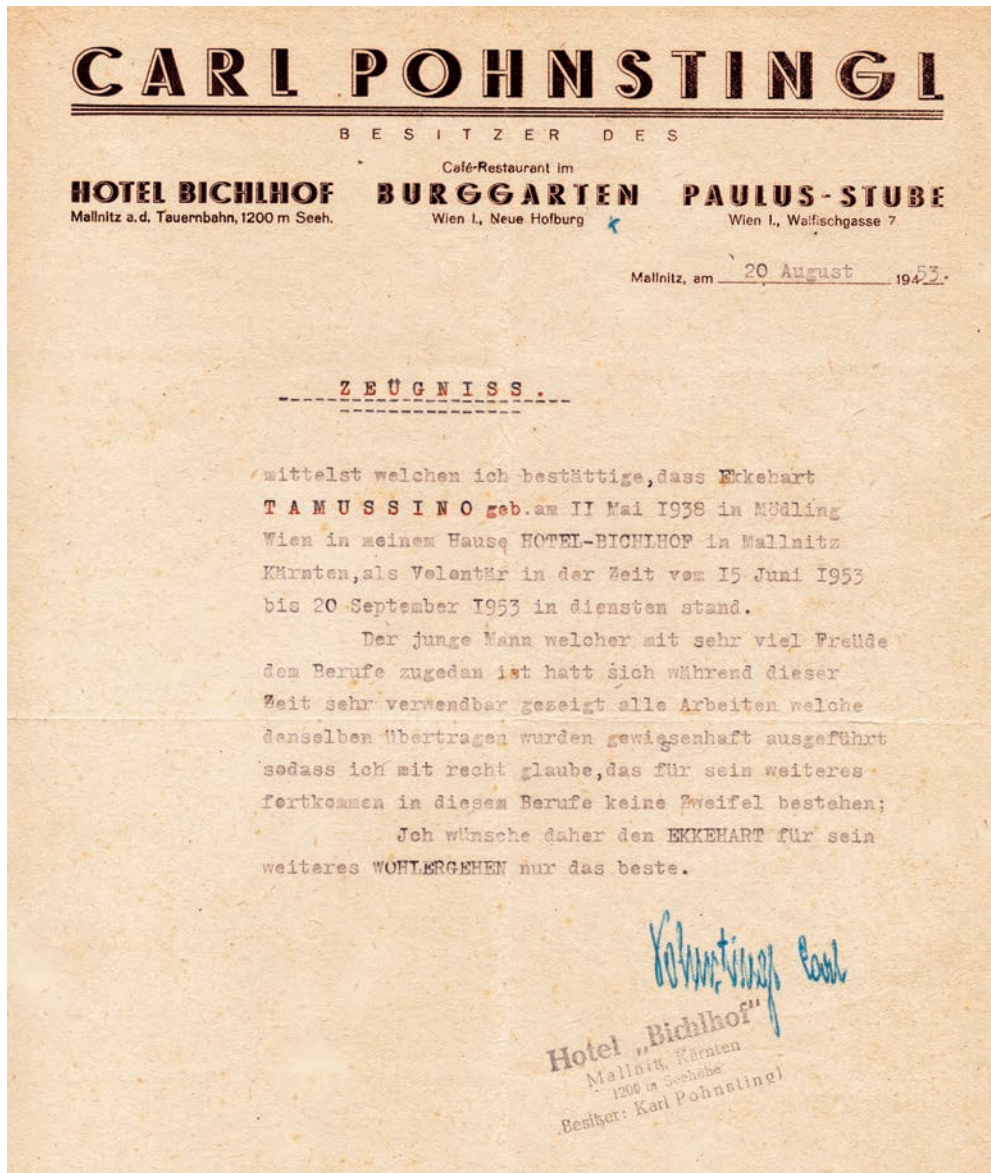 CARL POHNSTINGL
BESITZER DES
HOTEL BICHLHOF
Mallnitz a.d. Tauernbahn, 1200 m Seeh.
Café-Restaurant im
BURGGARTEN
Wien I., Neue Hofburg
PAULUS-STUBE
Wien I., Walfischgasse 7
Mallnitz, am 20 August 1953.
ZEÜGNISS.
mittelst welchen ich bestättige,dass Ekkebart
TAMUSSINO geb.am II Mai I938 in Mödling
Wien in meinem Hause HOTEL-BICHLHOF in Mallnitz
Kärnten,als Volontär in der Zeit vom I5 Juni I953
bis 20 September I953 in diensten stand.
Der junge Mann welcher mit sehr viel Freüde
dem Berufe zugedan ist hatt sich während dieser
Zeit sehr verwendbar gezeigt alle Arbeiten welche
denselben übertragen wurden gewissenhaft ausgeführt
sodass ich mit recht glaube,das für sein weiteres
fortkommen in diesem Berufe keine Zweifel bestehen;
Jch wünsche daher den EKKEHART für sein
weiteres WOHLERGEHEN nur das beste.
Pohnstingl Carl
Hotel „Bichlhof"
Mallnitz, Kärnten
1200 m Seehöhe
Besitzer: Karl Pohnstingl